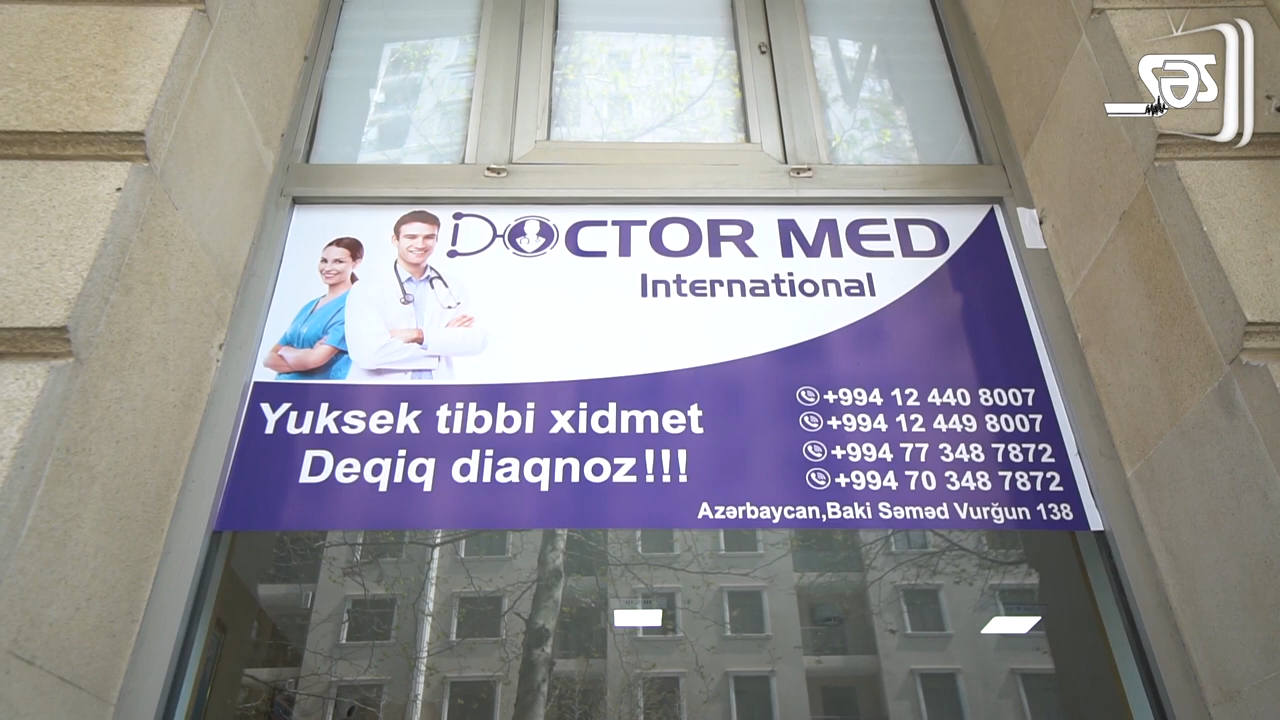 SƏS
DOCTOR MED
International
Yuksek tibbi xidmet
Deqiq diaqnoz!!!
+994 12 440 8007
+994 12 449 8007
+994 77 348 7872
+994 70 348 7872
Azərbaycan,Baki Səməd Vurğun 138